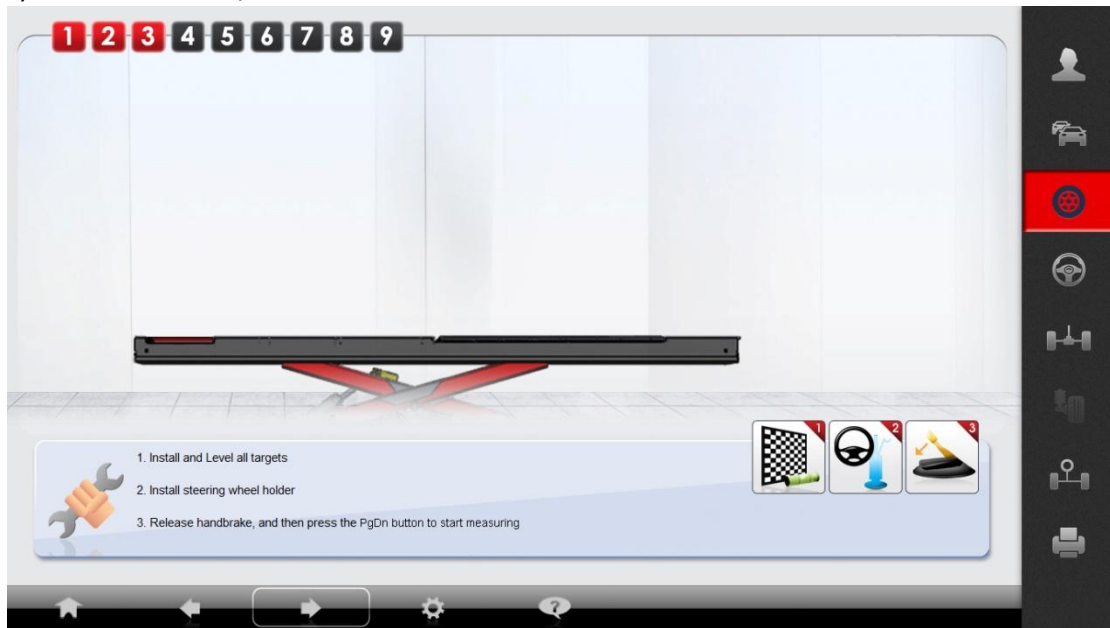 1 2 3 4 5 6 7 8 9
1. Install and Level all targets
2. Install steering wheel holder
3. Release handbrake, and then press the PgDn button to start measuring
1 2 3
?